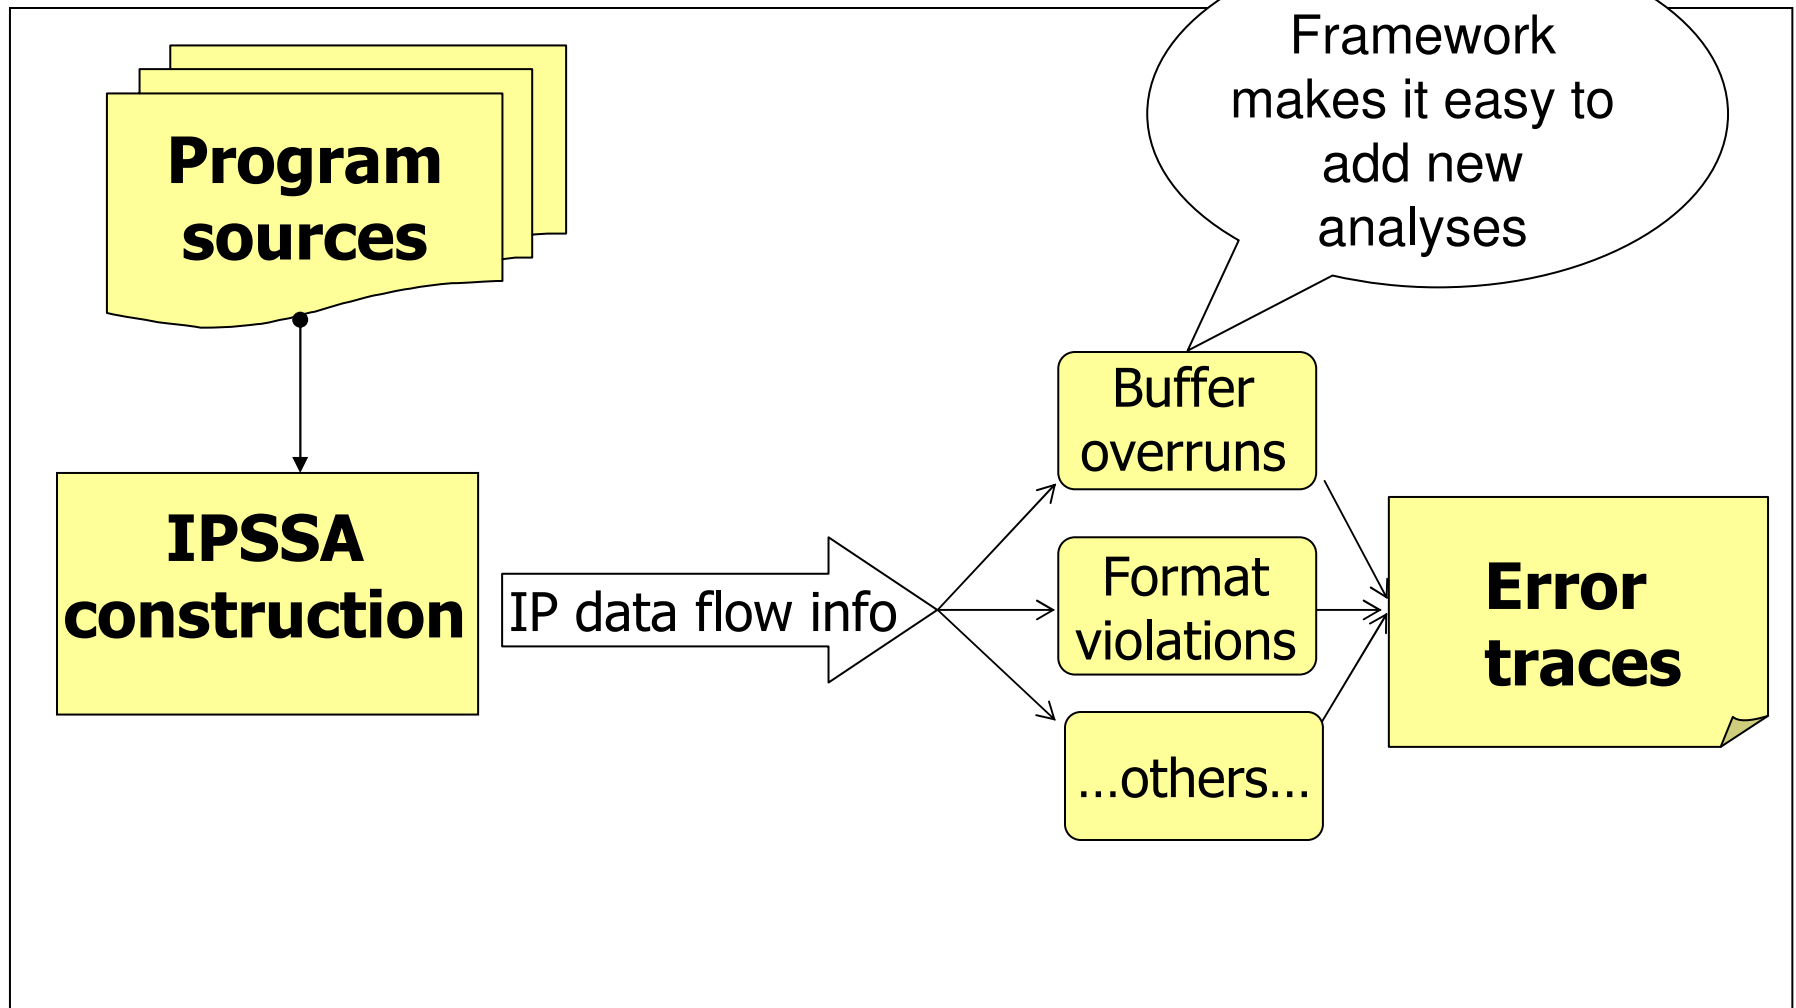 Framework
makes it easy to
add new
analyses
Program
sources
IPSSA
construction
IP data flow info
Buffer
overruns
Format
violations
...others...
Error
traces